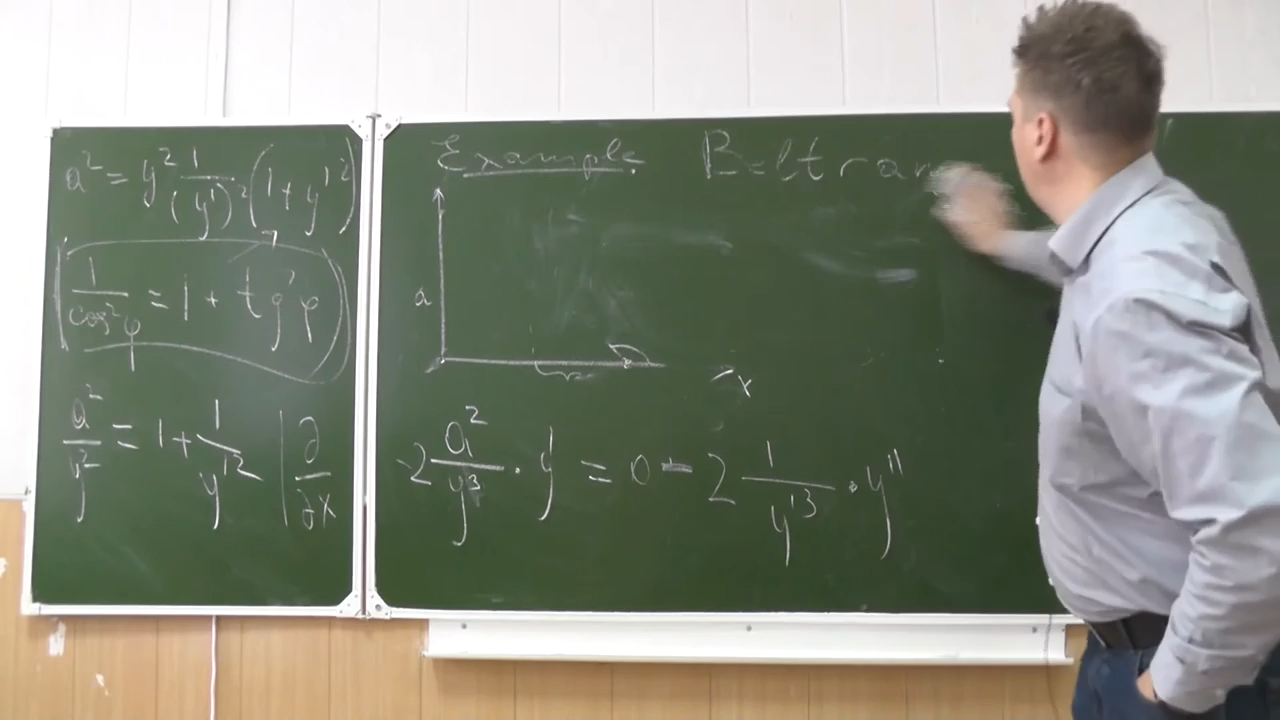 a² = y² 1/(y')² (1 + y'²)
1/cos²φ = 1 + tg²φ
a²/y² = 1 + 1/y'² | ∂/∂x
Example. Beltram
a
x
-2 a²/y³ · y' = 0 - 2 1/y'³ · y''